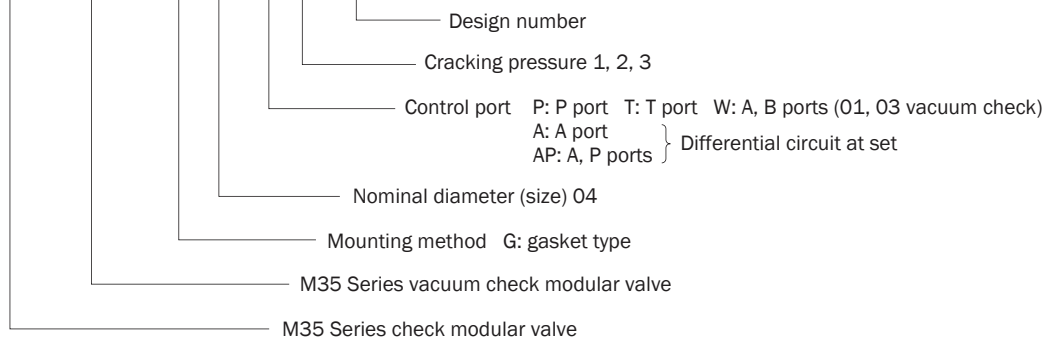 Design number
Cracking pressure 1, 2, 3
Control port P: P port T: T port W: A, B ports (01, 03 vacuum check)
A: A port
AP: A, P ports
Differential circuit at set
Nominal diameter (size) 04
Mounting method G: gasket type
M35 Series vacuum check modular valve
M35 Series check modular valve